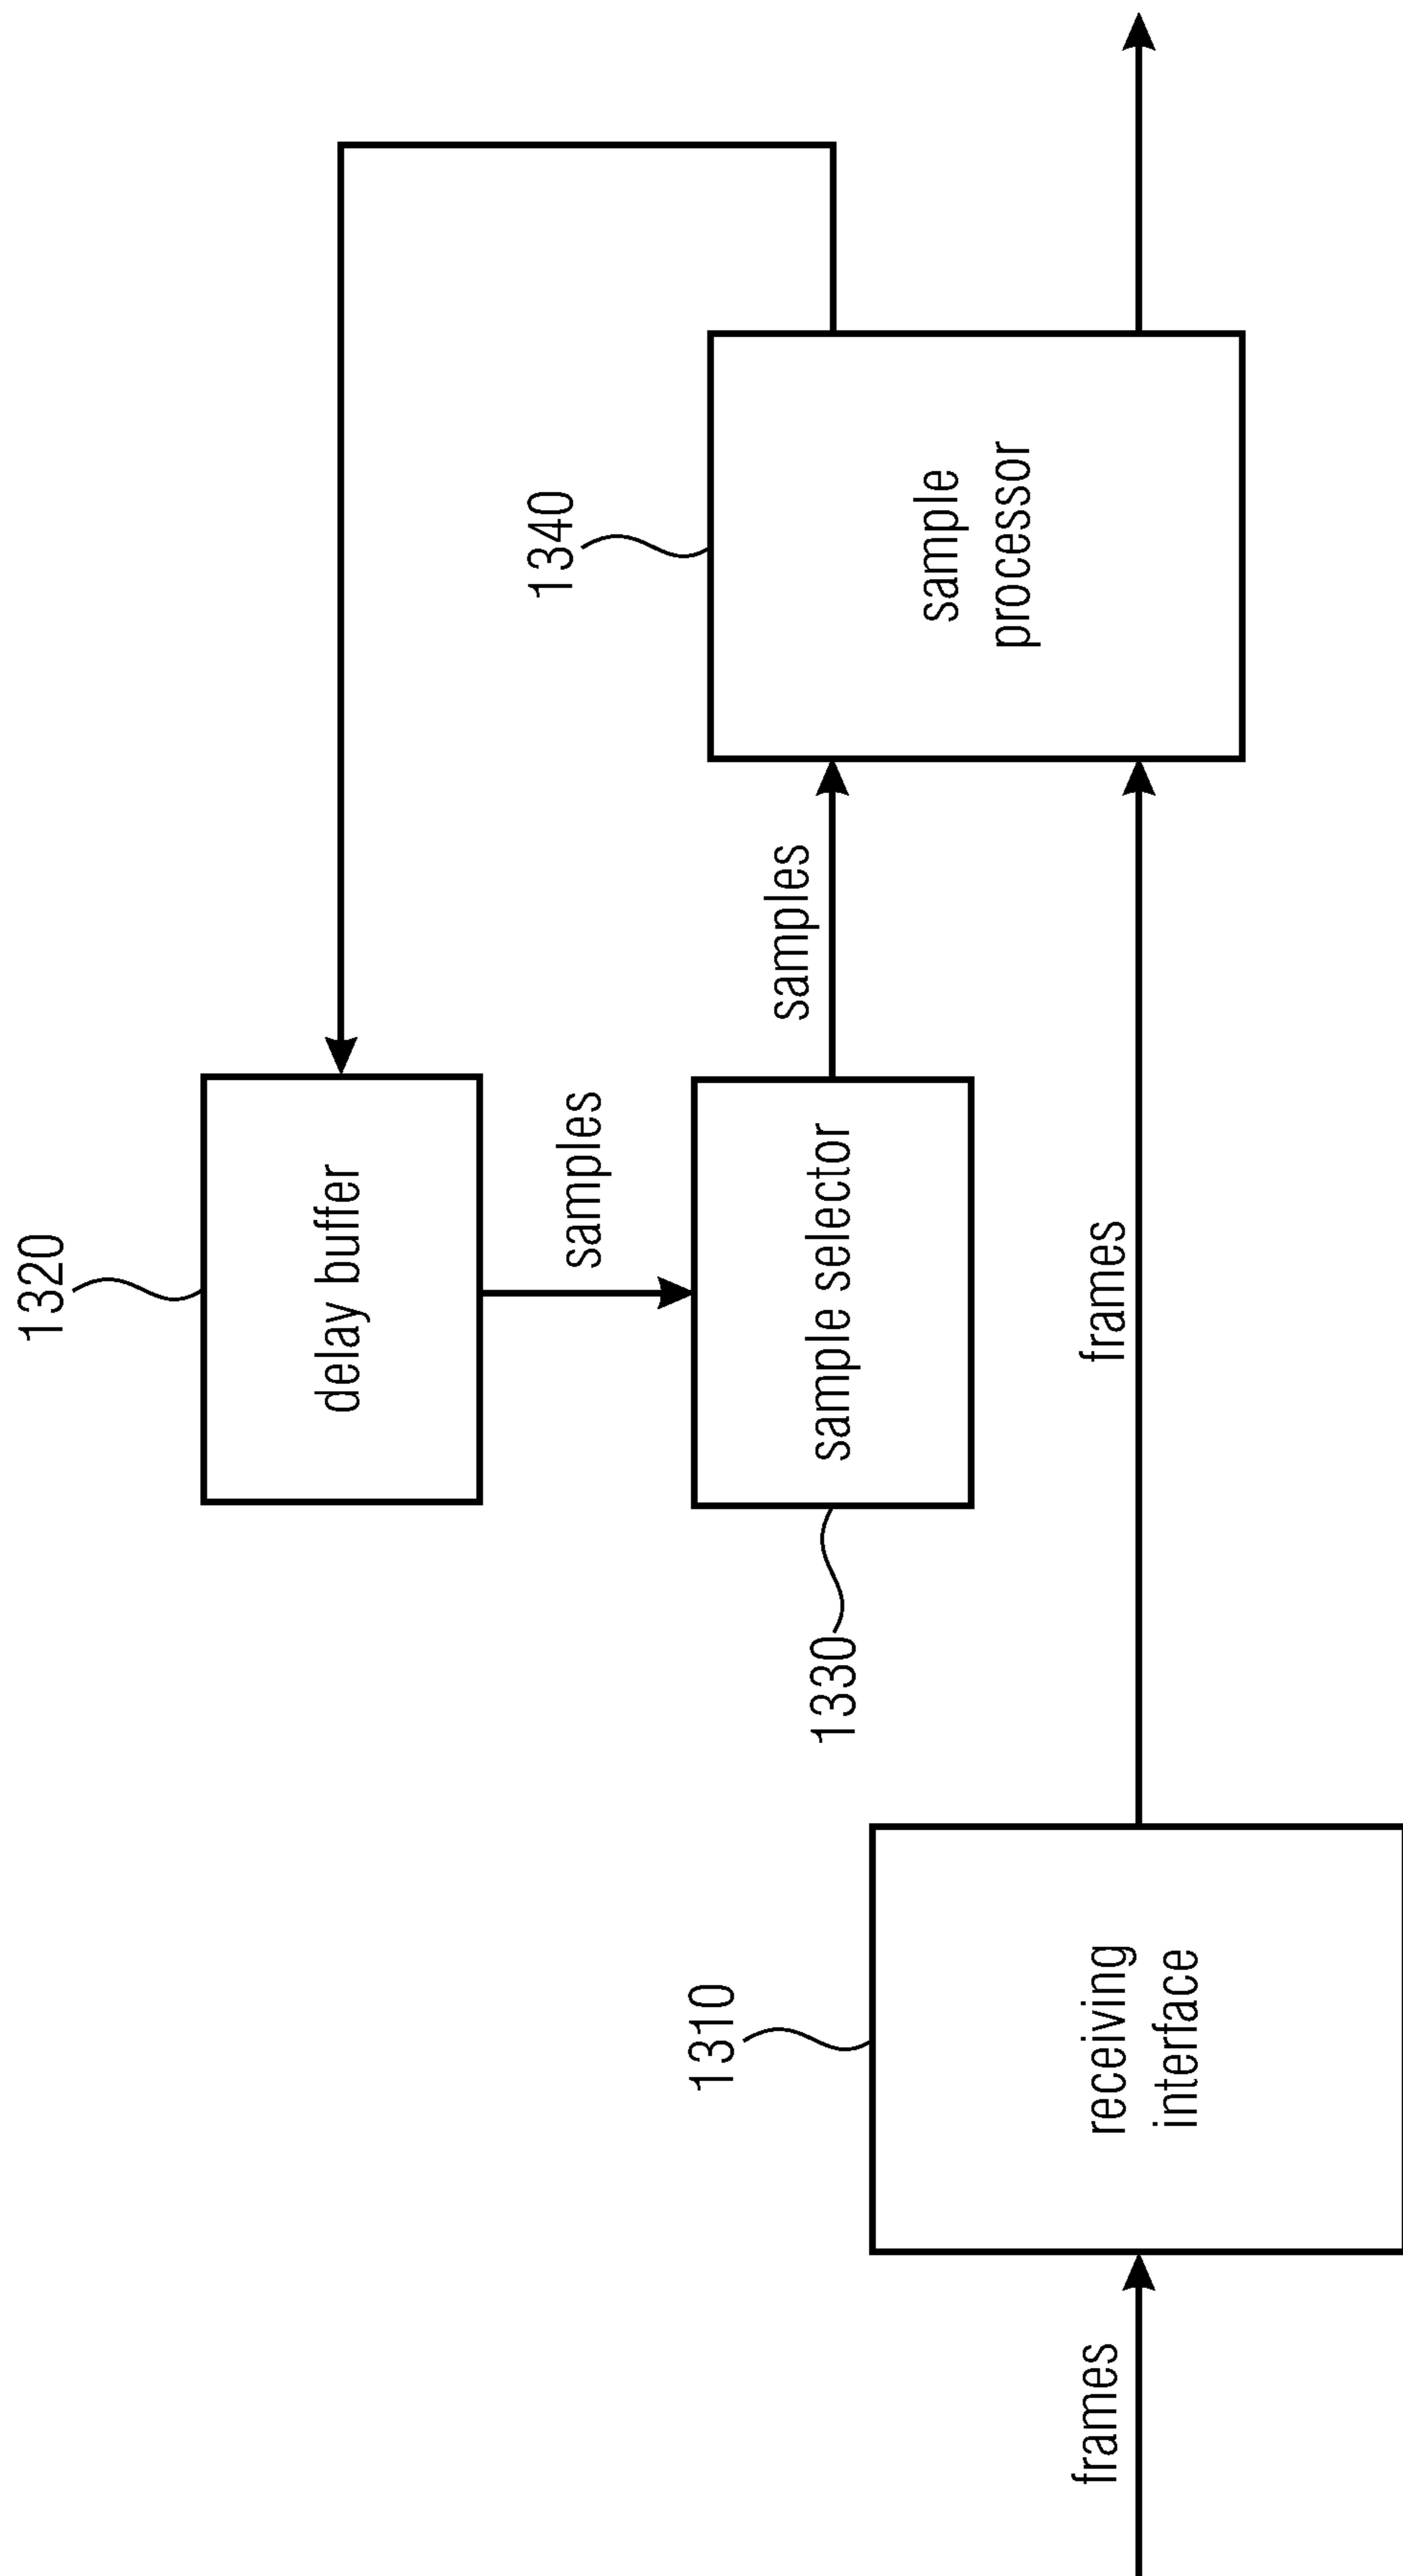 1320
delay buffer
samples
1340
sample
processor
samples
sample selector
1330
1310
receiving
interface
frames
frames